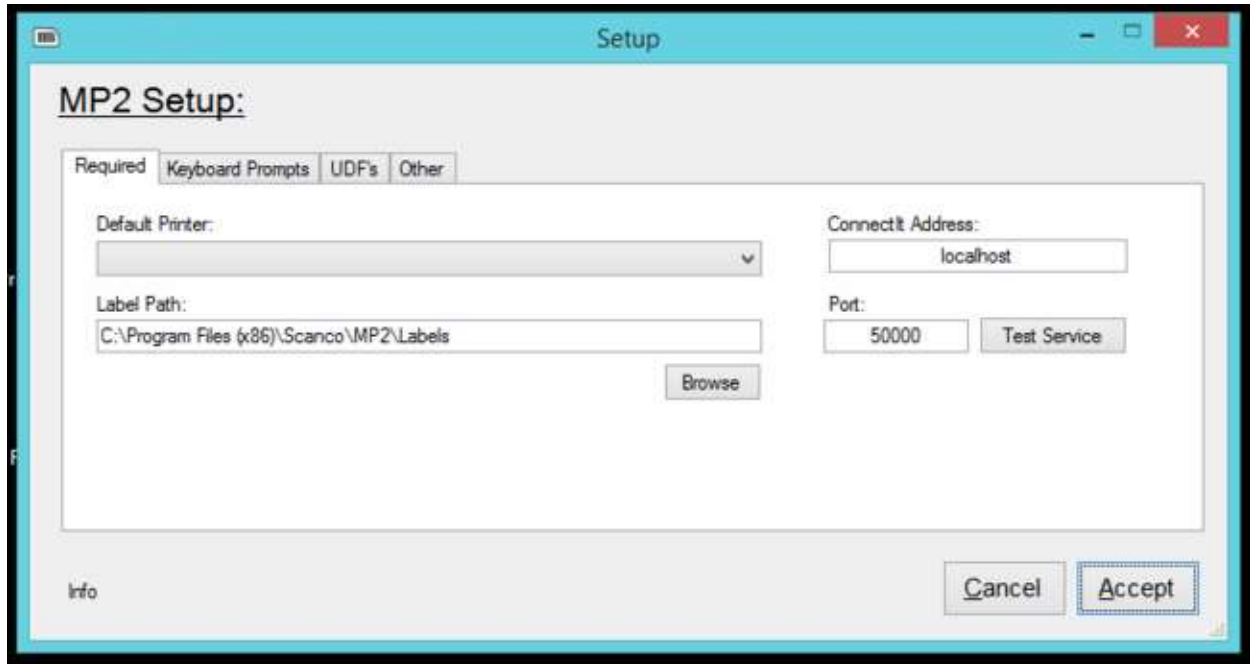 Setup
MP2 Setup:
Required Keyboard Prompts UDF's Other
Default Printer: ConnectIt Address:
localhost
Label Path: Port:
C:\Program Files (x86)\Scanco\MP2\Labels 50000 Test Service
Browse
Info Cancel Accept